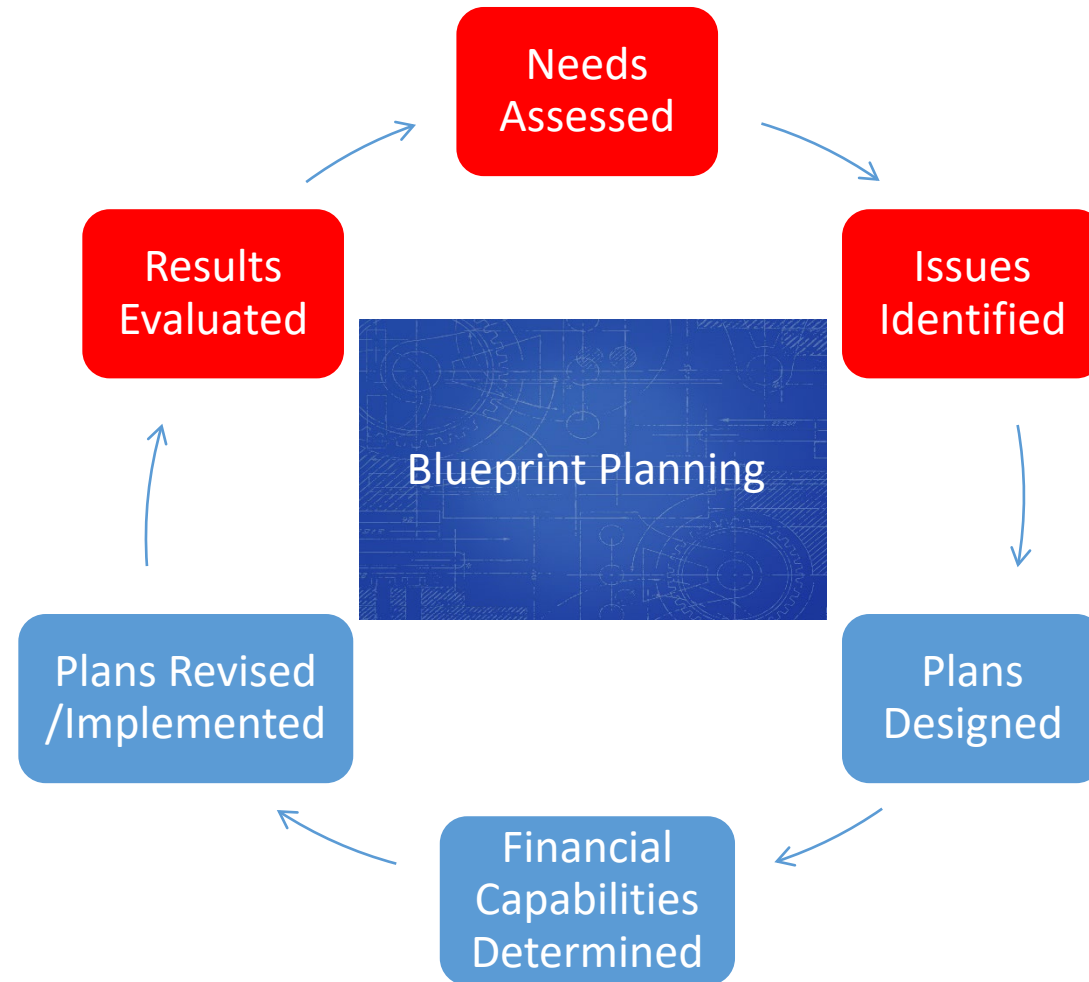 Needs
Assessed
Issues
Identified
Plans
Designed
Financial
Capabilities
Determined
Plans Revised
/Implemented
Results
Evaluated
Blueprint Planning